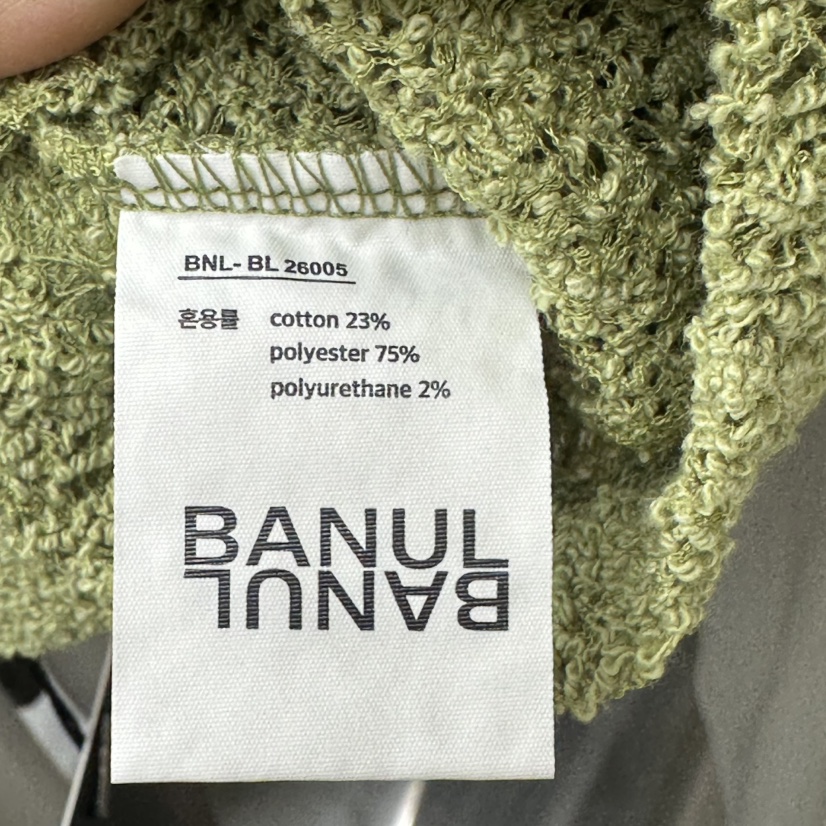 BNL- BL 26005
혼용률 cotton 23%
polyester 75%
polyurethane 2%
BANUL
BANUL